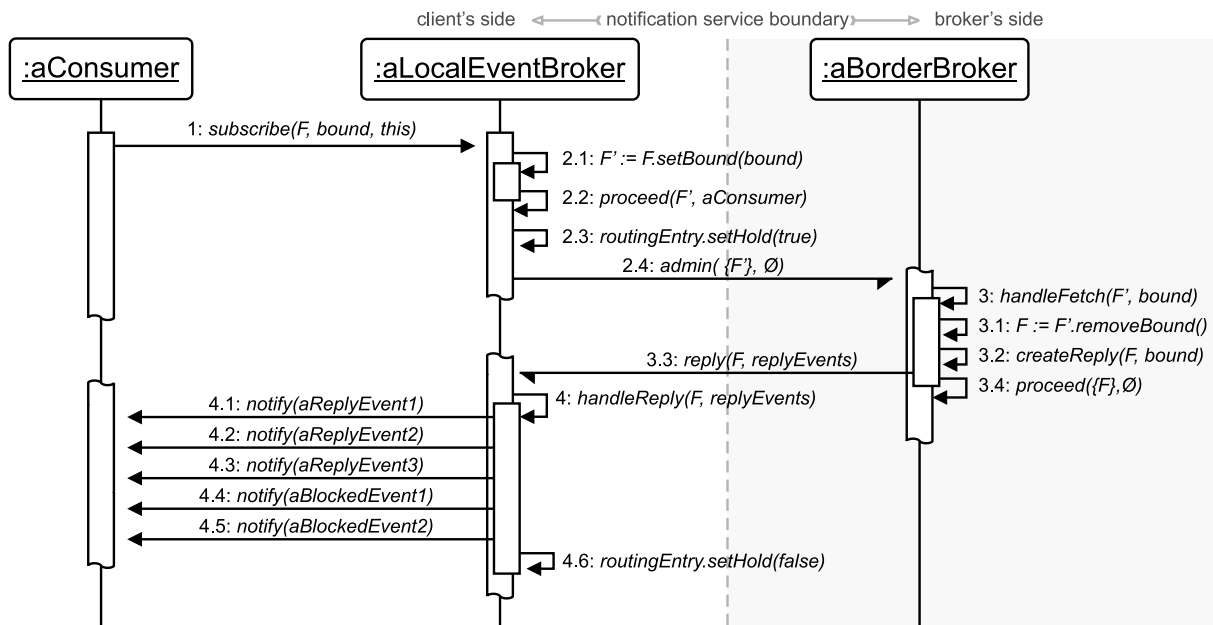 client's side notification service boundary broker's side
:aConsumer :aLocalEventBroker :aBorderBroker
1: subscribe(F, bound, this)
2.1: F' := F.setBound(bound)
2.2: proceed(F', aConsumer)
2.3: routingEntry.setHold(true)
2.4: admin( {F'}, Ø)
3: handleFetch(F', bound)
3.1: F := F'.removeBound()
3.2: createReply(F, bound)
3.3: reply(F, replyEvents)
3.4: proceed({F},Ø)
4: handleReply(F, replyEvents)
4.1: notify(aReplyEvent1)
4.2: notify(aReplyEvent2)
4.3: notify(aReplyEvent3)
4.4: notify(aBlockedEvent1)
4.5: notify(aBlockedEvent2)
4.6: routingEntry.setHold(false)